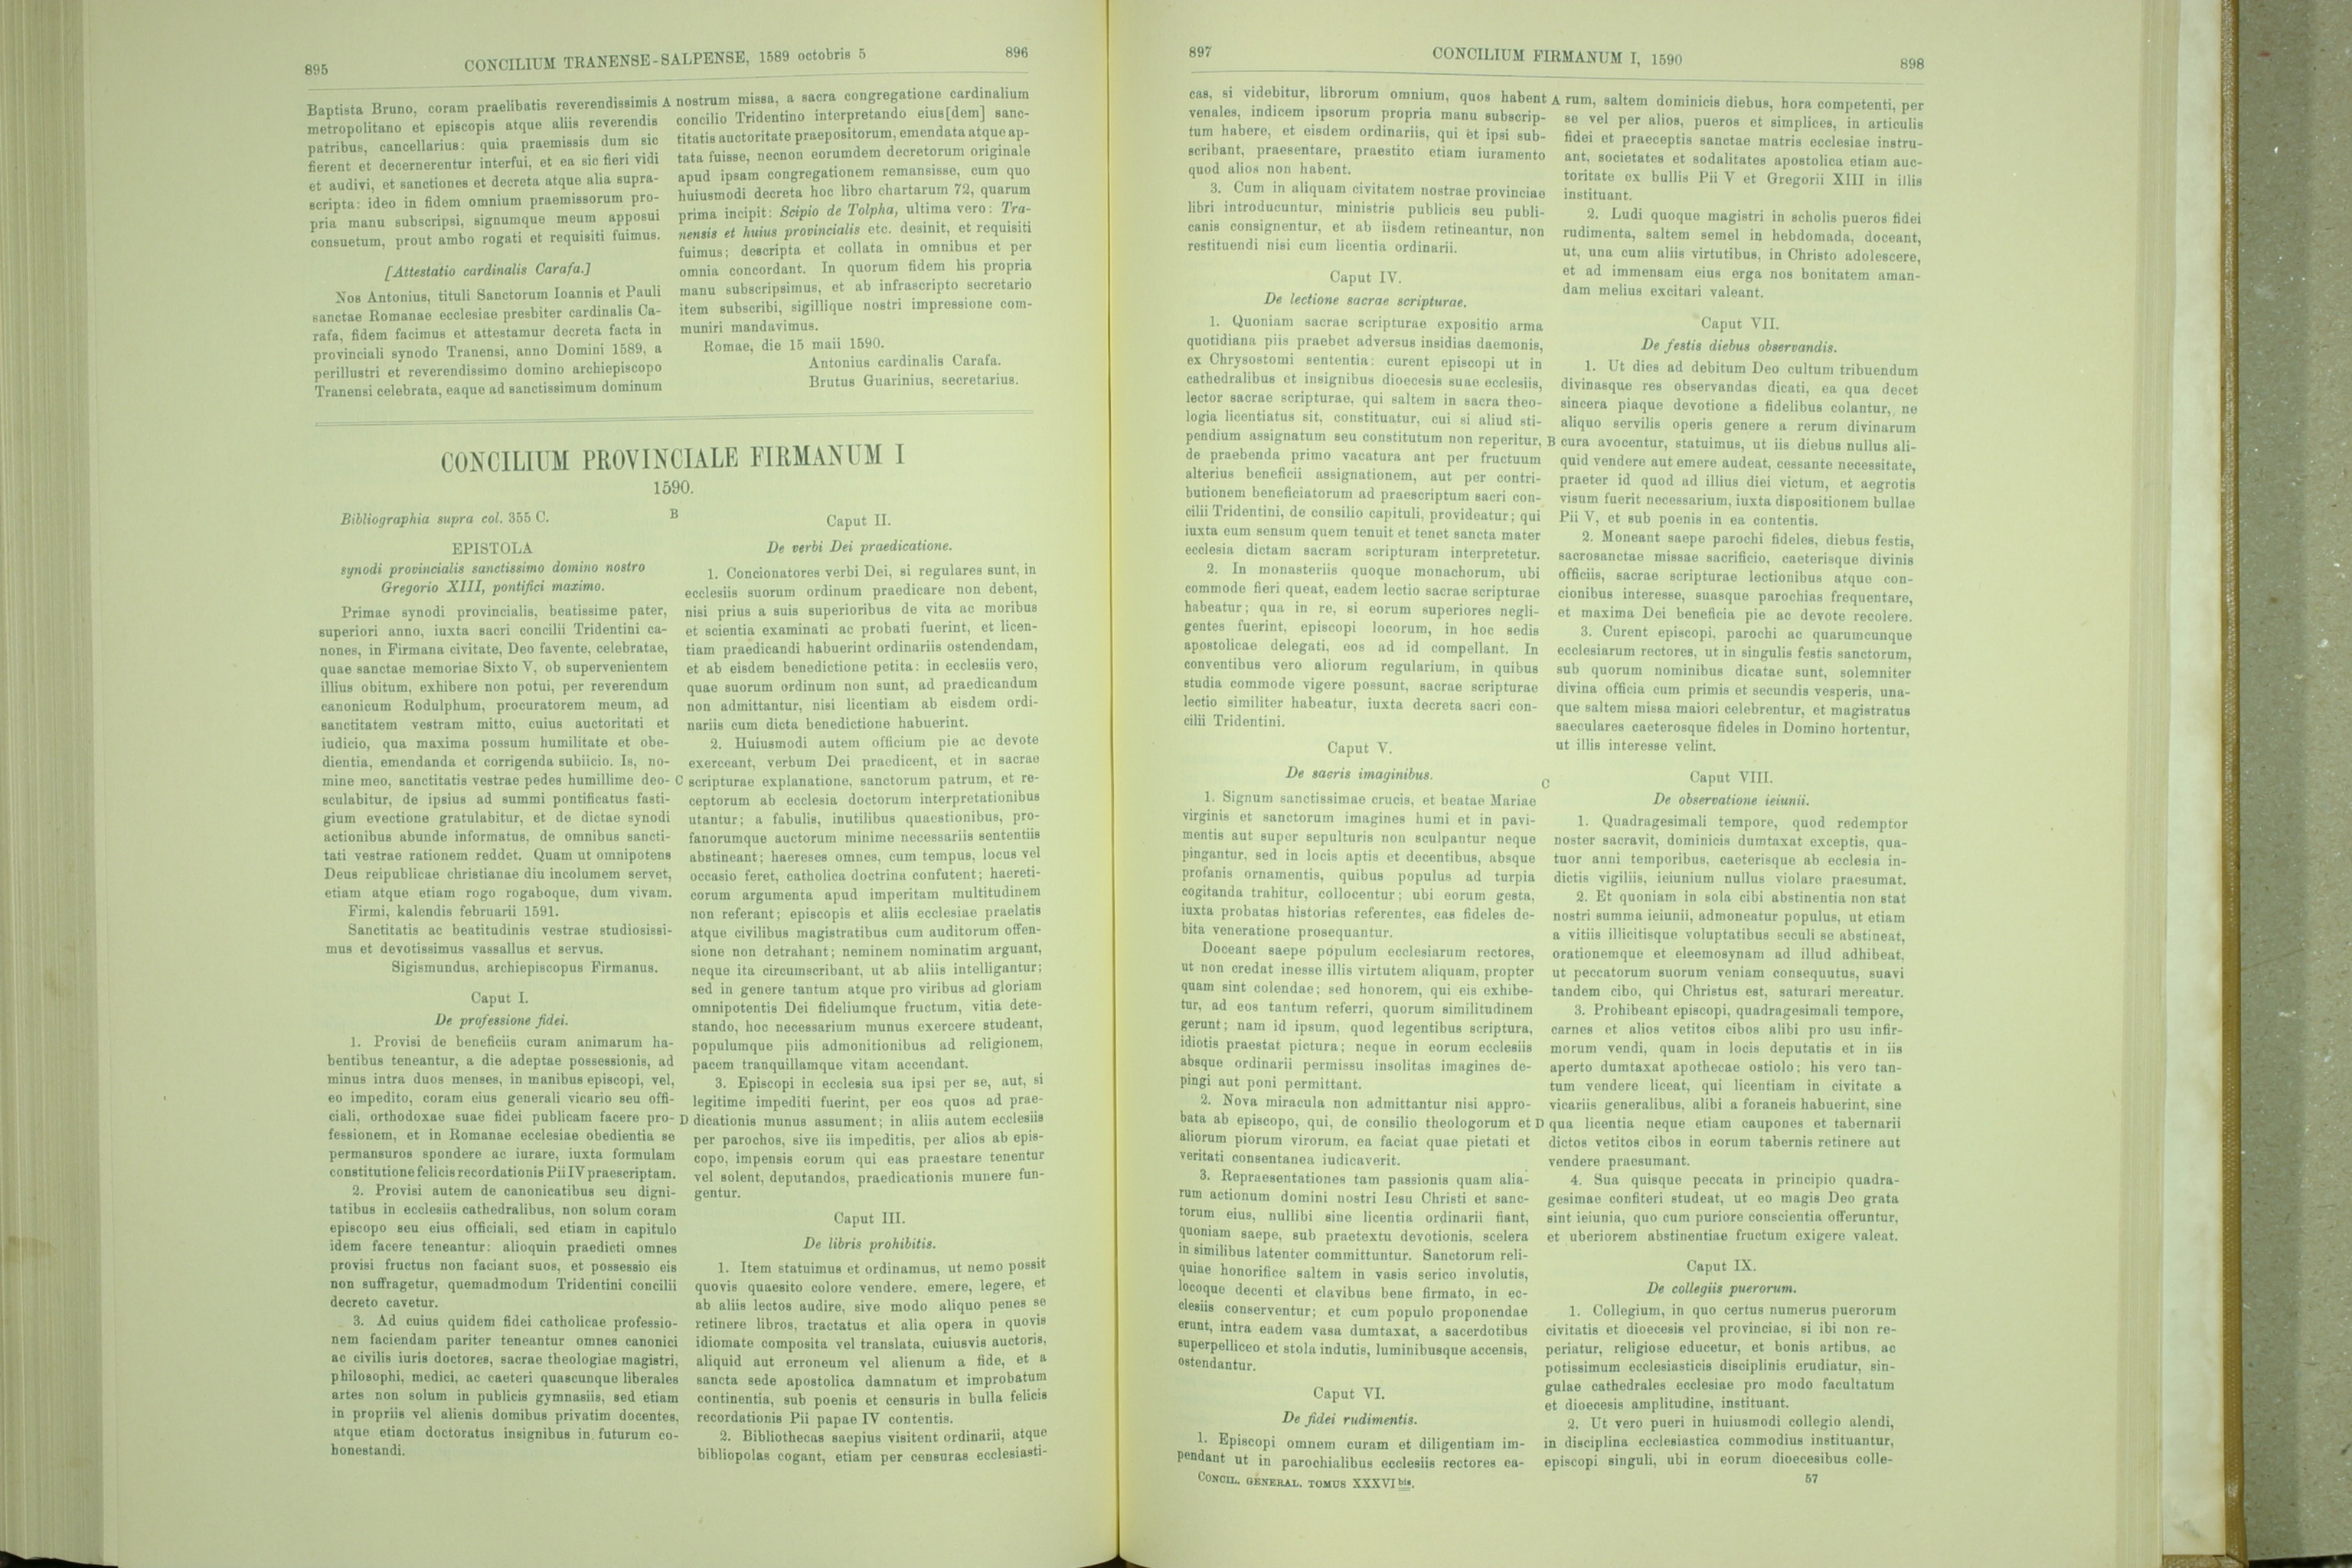 895
CONCILIUM TRANENSE-SALPENSE, 1589 octobris 5
896
Baptista Bruno, coram praelibatis reverendissimis
metropolitano et episcopis atque aliis reverendis
patribus, cancellarius: quia praemissis dum sic
fierent et decernerentur interfui, et ea sic fieri vidi
et audivi, et sanctiones et decreta atque alia supra-
scripta: ideo in fidem omnium praemissorum pro-
pria manu subscripsi, signumque meum apposui
consuetum, prout ambo rogati et requisiti fuimus.
[Attestatio cardinalis Carafa.]
Nos Antonius, tituli Sanctorum Ioannis et Pauli
sanctae Romanae ecclesiae presbiter cardinalis Ca-
rafa, fidem facimus et attestamur decreta facta in
provinciali synodo Tranensi, anno Domini 1589, a
perillustri et reverendissimo domino archiepiscopo
Tranensi celebrata, eaque ad sanctissimum dominum
A nostrum missa, a sacra congregatione cardinalium
concilio Tridentino interpretando eius[dem] sanc-
titatis auctoritate praepositorum, emendata atque ap-
tata fuisse, necnon eorumdem decretorum originale
apud ipsam congregationem remansisse, cum quo
huiusmodi decreta hoc libro chartarum 72, quarum
prima incipit: Scipio de Tolpha, ultima vero: Tra-
nensis et huius provincialis etc. desinit, et requisiti
fuimus; descripta et collata in omnibus et per
omnia concordant. In quorum fidem his propria
manu subscripsimus, et ab infrascripto secretario
item subscribi, sigillique nostri impressione com-
muniri mandavimus.
Romae, die 15 maii 1590.
Antonius cardinalis Carafa.
Brutus Guarinius, secretarius.
CONCILIUM PROVINCIALE FIRMANUM I
1590.
Bibliographia supra col. 355 C.
EPISTOLA
synodi provincialis sanctissimo domino nostro
Gregorio XIII, pontifici maximo.
Primae synodi provincialis, beatissime pater,
superiori anno, iuxta sacri concilii Tridentini ca-
nones, in Firmana civitate, Deo favente, celebratae,
quae sanctae memoriae Sixto V, ob supervenientem
illius obitum, exhibere non potui, per reverendum
canonicum Rodulphum, procuratorem meum, ad
sanctitatem vestram mitto, cuius auctoritati et
iudicio, qua maxima possum humilitate et obe-
dientia, emendanda et corrigenda subiicio. Is, no-
mine meo, sanctitatis vestrae pedes humillime deo-
sculabitur, de ipsius ad summi pontificatus fasti-
gium evectione gratulabitur, et de dictae synodi
actionibus abunde informatus, de omnibus sancti-
tati vestrae rationem reddet. Quam ut omnipotens
Deus reipublicae christianae diu incolumem servet,
etiam atque etiam rogo rogaboque, dum vivam.
Firmi, kalendis februarii 1591.
Sanctitatis ac beatitudinis vestrae studiosissi-
mus et devotissimus vassallus et servus.
Sigismundus, archiepiscopus Firmanus.
Caput I.
De professione fidei.
1. Provisi de beneficiis curam animarum ha-
bentibus teneantur, a die adeptae possessionis, ad
minus intra duos menses, in manibus episcopi, vel,
eo impedito, coram eius generali vicario seu offi-
ciali, orthodoxae suae fidei publicam facere pro-
fessionem, et in Romanae ecclesiae obedientia se
permansuros spondere ac iurare, iuxta formulam
constitutione felicis recordationis Pii IV praescriptam.
2. Provisi autem de canonicatibus seu digni-
tatibus in ecclesiis cathedralibus, non solum coram
episcopo seu eius officiali, sed etiam in capitulo
idem facere teneantur: alioquin praedicti omnes
provisi fructus non faciant suos, et possessio eis
non suffragetur, quemadmodum Tridentini concilii
decreto cavetur.
3. Ad cuius quidem fidei catholicae professio-
nem faciendam pariter teneantur omnes canonici
ac civilis iuris doctores, sacrae theologiae magistri,
philosophi, medici, ac caeteri quascunque liberales
artes non solum in publicis gymnasiis, sed etiam
in propriis vel alienis domibus privatim docentes,
atque etiam doctoratus insignibus in futurum co-
honestandi.
B
Caput II.
De verbi Dei praedicatione.
1. Concionatores verbi Dei, si regulares sunt, in
ecclesiis suorum ordinum praedicare non debent,
nisi prius a suis superioribus de vita ac moribus
et scientia examinati ac probati fuerint, et licen-
tiam praedicandi habuerint ordinariis ostendendam,
et ab eisdem benedictione petita: in ecclesiis vero,
quae suorum ordinum non sunt, ad praedicandum
non admittantur, nisi licentiam ab eisdem ordi-
nariis cum dicta benedictione habuerint.
2. Huiusmodi autem officium pie ac devote
exerceant, verbum Dei praedicent, et in sacrae
C scripturae explanatione, sanctorum patrum, et re-
ceptorum ab ecclesia doctorum interpretationibus
utantur; a fabulis, inutilibus quaestionibus, pro-
fanorumque auctorum minime necessariis sententiis
abstineant; haereses omnes, cum tempus, locus vel
occasio feret, catholica doctrina confutent; haereti-
corum argumenta apud imperitam multitudinem
non referant; episcopis et aliis ecclesiae praelatis
atque civilibus magistratibus cum auditorum offen-
sione non detrahant; neminem nominatim arguant,
neque ita circumscribant, ut ab aliis intelligantur;
sed in genere tantum atque pro viribus ad gloriam
omnipotentis Dei fideliumque fructum, vitia dete-
stando, hoc necessarium munus exercere studeant,
populumque piis admonitionibus ad religionem,
pacem tranquillamque vitam accendant.
3. Episcopi in ecclesia sua ipsi per se, aut, si
legitime impediti fuerint, per eos quos ad prae-
D dicationis munus assument; in aliis autem ecclesiis
per parochos, sive iis impeditis, per alios ab epis-
copo, impensis eorum qui eas praestare tenentur
vel solent, deputandos, praedicationis munere fun-
gentur.
Caput III.
De libris prohibitis.
1. Item statuimus et ordinamus, ut nemo possit
quovis quaesito colore vendere, emere, legere, et
ab aliis lectos audire, sive modo aliquo penes se
retinere libros, tractatus et alia opera in quovis
idiomate composita vel translata, cuiusvis auctoris,
aliquid aut erroneum vel alienum a fide, et a
sancta sede apostolica damnatum et improbatum
continentia, sub poenis et censuris in bulla felicis
recordationis Pii papae IV contentis.
2. Bibliothecas saepius visitent ordinarii, atque
bibliopolas cogant, etiam per censuras ecclesiasti-
897
CONCILIUM FIRMANUM I, 1590
898
cas, si videbitur, librorum omnium, quos habent
venales, indicem ipsorum propria manu subscrip-
tum habere, et eisdem ordinariis, qui et ipsi sub-
scribant, praesentare, praestito etiam iuramento
quod alios non habent.
3. Cum in aliquam civitatem nostrae provinciae
libri introducuntur, ministris publicis seu publi-
canis consignentur, et ab iisdem retineantur, non
restituendi nisi cum licentia ordinarii.
Caput IV.
De lectione sacrae scripturae.
1. Quoniam sacrae scripturae expositio arma
quotidiana piis praebet adversus insidias daemonis,
ex Chrysostomi sententia: curent episcopi ut in
cathedralibus et insignibus dioecesis suae ecclesiis,
lector sacrae scripturae, qui saltem in sacra theo-
logia licentiatus sit, constituatur, cui si aliud sti-
pendium assignatum seu constitutum non reperitur,
de praebenda primo vacatura ant per fructuum
alterius beneficii assignationem, aut per contri-
butionem beneficiatorum ad praescriptum sacri con-
cilii Tridentini, de consilio capituli, provideatur; qui
iuxta eum sensum quem tenuit et tenet sancta mater
ecclesia dictam sacram scripturam interpretetur.
2. In monasteriis quoque monachorum, ubi
commode fieri queat, eadem lectio sacrae scripturae
habeatur; qua in re, si eorum superiores negli-
gentes fuerint, episcopi locorum, in hoc sedis
apostolicae delegati, eos ad id compellant. In
conventibus vero aliorum regularium, in quibus
studia commode vigere possunt, sacrae scripturae
lectio similiter habeatur, iuxta decreta sacri con-
cilii Tridentini.
Caput V.
De sacris imaginibus.
1. Signum sanctissimae crucis, et beatae Mariae
virginis et sanctorum imagines humi et in pavi-
mentis aut super sepulturis non sculpantur neque
pingantur, sed in locis aptis et decentibus, absque
profanis ornamentis, quibus populus ad turpia
cogitanda trahitur, collocentur; ubi eorum gesta,
iuxta probatas historias referentes, eas fideles de-
bita veneratione prosequantur.
Doceant saepe populum ecclesiarum rectores,
ut non credat inesse illis virtutem aliquam, propter
quam sint colendae; sed honorem, qui eis exhibe-
tur, ad eos tantum referri, quorum similitudinem
gerunt; nam id ipsum, quod legentibus scriptura,
idiotis praestat pictura; neque in eorum ecclesiis
absque ordinarii permissu insolitas imagines de-
pingi aut poni permittant.
2. Nova miracula non admittantur nisi appro-
bata ab episcopo, qui, de consilio theologorum et
aliorum piorum virorum, ea faciat quae pietati et
veritati consentanea iudicaverit.
3. Repraesentationes tam passionis quam alia-
rum actionum domini nostri Iesu Christi et sanc-
torum eius, nullibi sine licentia ordinarii fiant,
quoniam saepe, sub praetextu devotionis, scelera
in similibus latenter committuntur. Sanctorum reli-
quiae honorifice saltem in vasis serico involutis,
locoque decenti et clavibus bene firmato, in ec-
clesiis conserventur; et cum populo proponendae
erunt, intra eadem vasa dumtaxat, a sacerdotibus
superpelliceo et stola indutis, luminibusque accensis,
ostendantur.
Caput VI.
De fidei rudimentis.
1. Episcopi omnem curam et diligentiam im-
pendant ut in parochialibus ecclesiis rectores ea-
A rum, saltem dominicis diebus, hora competenti, per
se vel per alios, pueros et simplices, in articulis
fidei et praeceptis sanctae matris ecclesiae instru-
ant, societates et sodalitates apostolica etiam auc-
toritate ex bullis Pii V et Gregorii XIII in illis
instituant.
2. Ludi quoque magistri in scholis pueros fidei
rudimenta, saltem semel in hebdomada, doceant,
ut, una cum aliis virtutibus, in Christo adolescere,
et ad immensam eius erga nos bonitatem aman-
dam melius excitari valeant.
Caput VII.
De festis diebus observandis.
1. Ut dies ad debitum Deo cultum tribuendum
divinasque res observandas dicati, ea qua decet
sincera piaque devotione a fidelibus colantur, ne
aliquo servilis operis genere a rerum divinarum
B cura avocentur, statuimus, ut iis diebus nullus ali-
quid vendere aut emere audeat, cessante necessitate,
praeter id quod ad illius diei victum, et aegrotis
visum fuerit necessarium, iuxta dispositionem bullae
Pii V, et sub poenis in ea contentis.
2. Moneant saepe parochi fideles, diebus festis,
sacrosanctae missae sacrificio, caeterisque divinis
officiis, sacrae scripturae lectionibus atque con-
cionibus interesse, suasque parochias frequentare,
et maxima Dei beneficia pie ac devote recolere.
3. Curent episcopi, parochi ac quarumcunque
ecclesiarum rectores, ut in singulis festis sanctorum,
sub quorum nominibus dicatae sunt, solemniter
divina officia cum primis et secundis vesperis, una-
que saltem missa maiori celebrentur, et magistratus
saeculares caeterosque fideles in Domino hortentur,
ut illis interesse velint.
C
Caput VIII.
De observatione ieiunii.
1. Quadragesimali tempore, quod redemptor
noster sacravit, dominicis dumtaxat exceptis, qua-
tuor anni temporibus, caeterisque ab ecclesia in-
dictis vigiliis, ieiunium nullus violare praesumat.
2. Et quoniam in sola cibi abstinentia non stat
nostri summa ieiunii, admoneatur populus, ut etiam
a vitiis illicitisque voluptatibus seculi se abstineat,
orationemque et eleemosynam ad illud adhibeat,
ut peccatorum suorum veniam consequutus, suavi
tandem cibo, qui Christus est, saturari mereatur.
3. Prohibeant episcopi, quadragesimali tempore,
carnes et alios vetitos cibos alibi pro usu infir-
morum vendi, quam in locis deputatis et in iis
aperto dumtaxat apothecae ostiolo; his vero tan-
tum vendere liceat, qui licentiam in civitate a
vicariis generalibus, alibi a foraneis habuerint, sine
D qua licentia neque etiam caupones et tabernarii
dictos vetitos cibos in eorum tabernis retinere aut
vendere praesumant.
4. Sua quisque peccata in principio quadra-
gesimae confiteri studeat, ut eo magis Deo grata
sint ieiunia, quo cum puriore conscientia offeruntur,
et uberiorem abstinentiae fructum exigere valeat.
Caput IX.
De collegiis puerorum.
1. Collegium, in quo certus numerus puerorum
civitatis et dioecesis vel provinciae, si ibi non re-
periatur, religiose educetur, et bonis artibus, ac
potissimum ecclesiasticis disciplinis erudiatur, sin-
gulae cathedrales ecclesiae pro modo facultatum
et dioecesis amplitudine, instituant.
2. Ut vero pueri in huiusmodi collegio alendi,
in disciplina ecclesiastica commodius instituantur,
episcopi singuli, ubi in eorum dioecesibus colle-
CONCIL. GENERAL. TOMUS XXXVI bis.
57